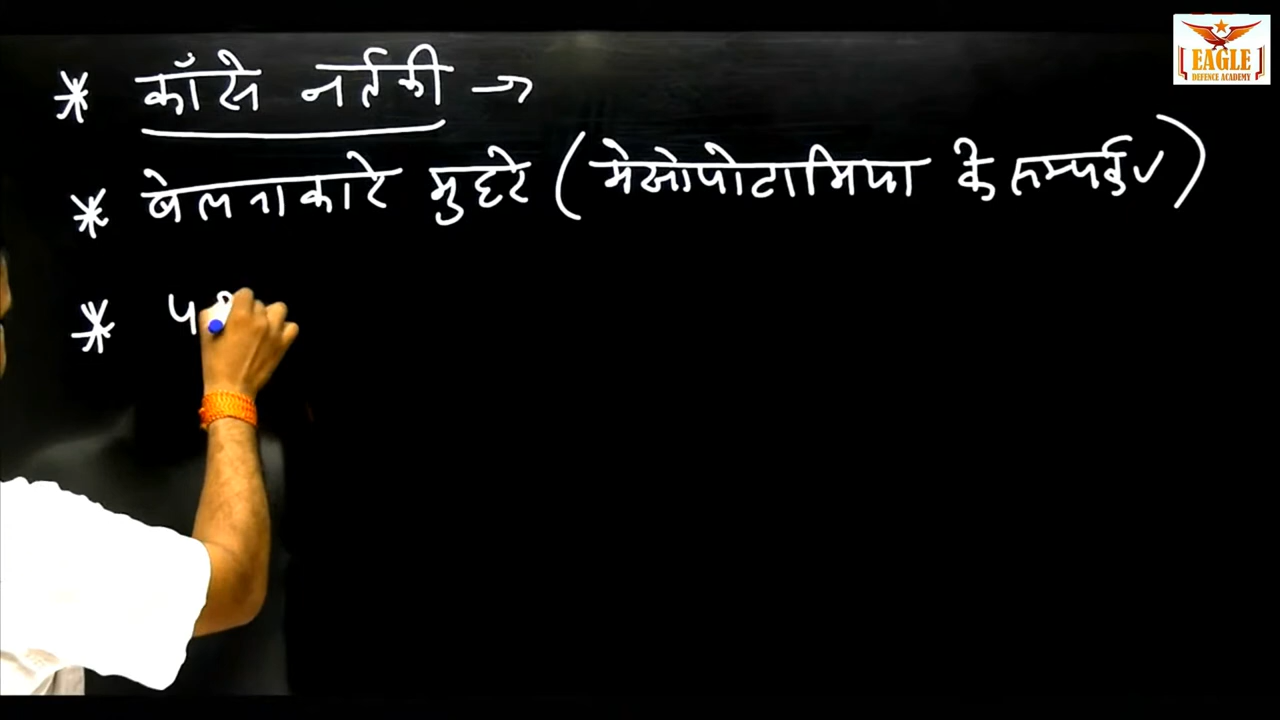 EAGLE
DEFENCE ACADEMY
* काँसे नर्तकी →
* बेलनाकारे मुहरे (मेसोपोटामिया के सम्पर्क ✓)
*